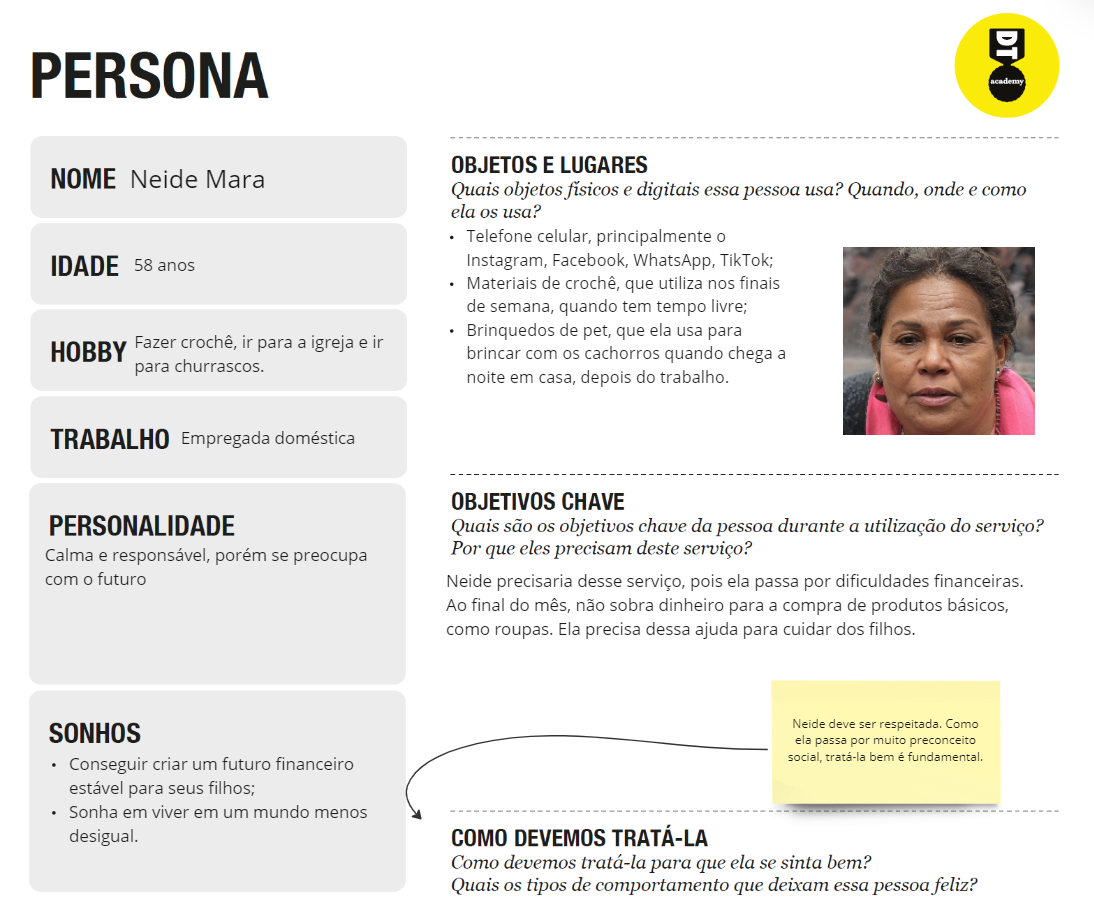 PERSONA
DT
academy
NOME Neide Mara
IDADE 58 anos
HOBBY Fazer crochê, ir para a igreja e ir
para churrascos.
TRABALHO Empregada doméstica
PERSONALIDADE
Calma e responsável, porém se preocupa
com o futuro
SONHOS
• Conseguir criar um futuro financeiro
estável para seus filhos;
• Sonha em viver em um mundo menos
desigual.
OBJETOS E LUGARES
Quais objetos físicos e digitais essa pessoa usa? Quando, onde e como
ela os usa?
• Telefone celular, principalmente o
Instagram, Facebook, WhatsApp, TikTok;
• Materiais de crochê, que utiliza nos finais
de semana, quando tem tempo livre;
• Brinquedos de pet, que ela usa para
brincar com os cachorros quando chega a
noite em casa, depois do trabalho.
OBJETIVOS CHAVE
Quais são os objetivos chave da pessoa durante a utilização do serviço?
Por que eles precisam deste serviço?
Neide precisaria desse serviço, pois ela passa por dificuldades financeiras.
Ao final do mês, não sobra dinheiro para a compra de produtos básicos,
como roupas. Ela precisa dessa ajuda para cuidar dos filhos.
Neide deve ser respeitada. Como
ela passa por muito preconceito
social, tratá-la bem é fundamental.
COMO DEVEMOS TRATÁ-LA
Como devemos tratá-la para que ela se sinta bem?
Quais os tipos de comportamento que deixam essa pessoa feliz?